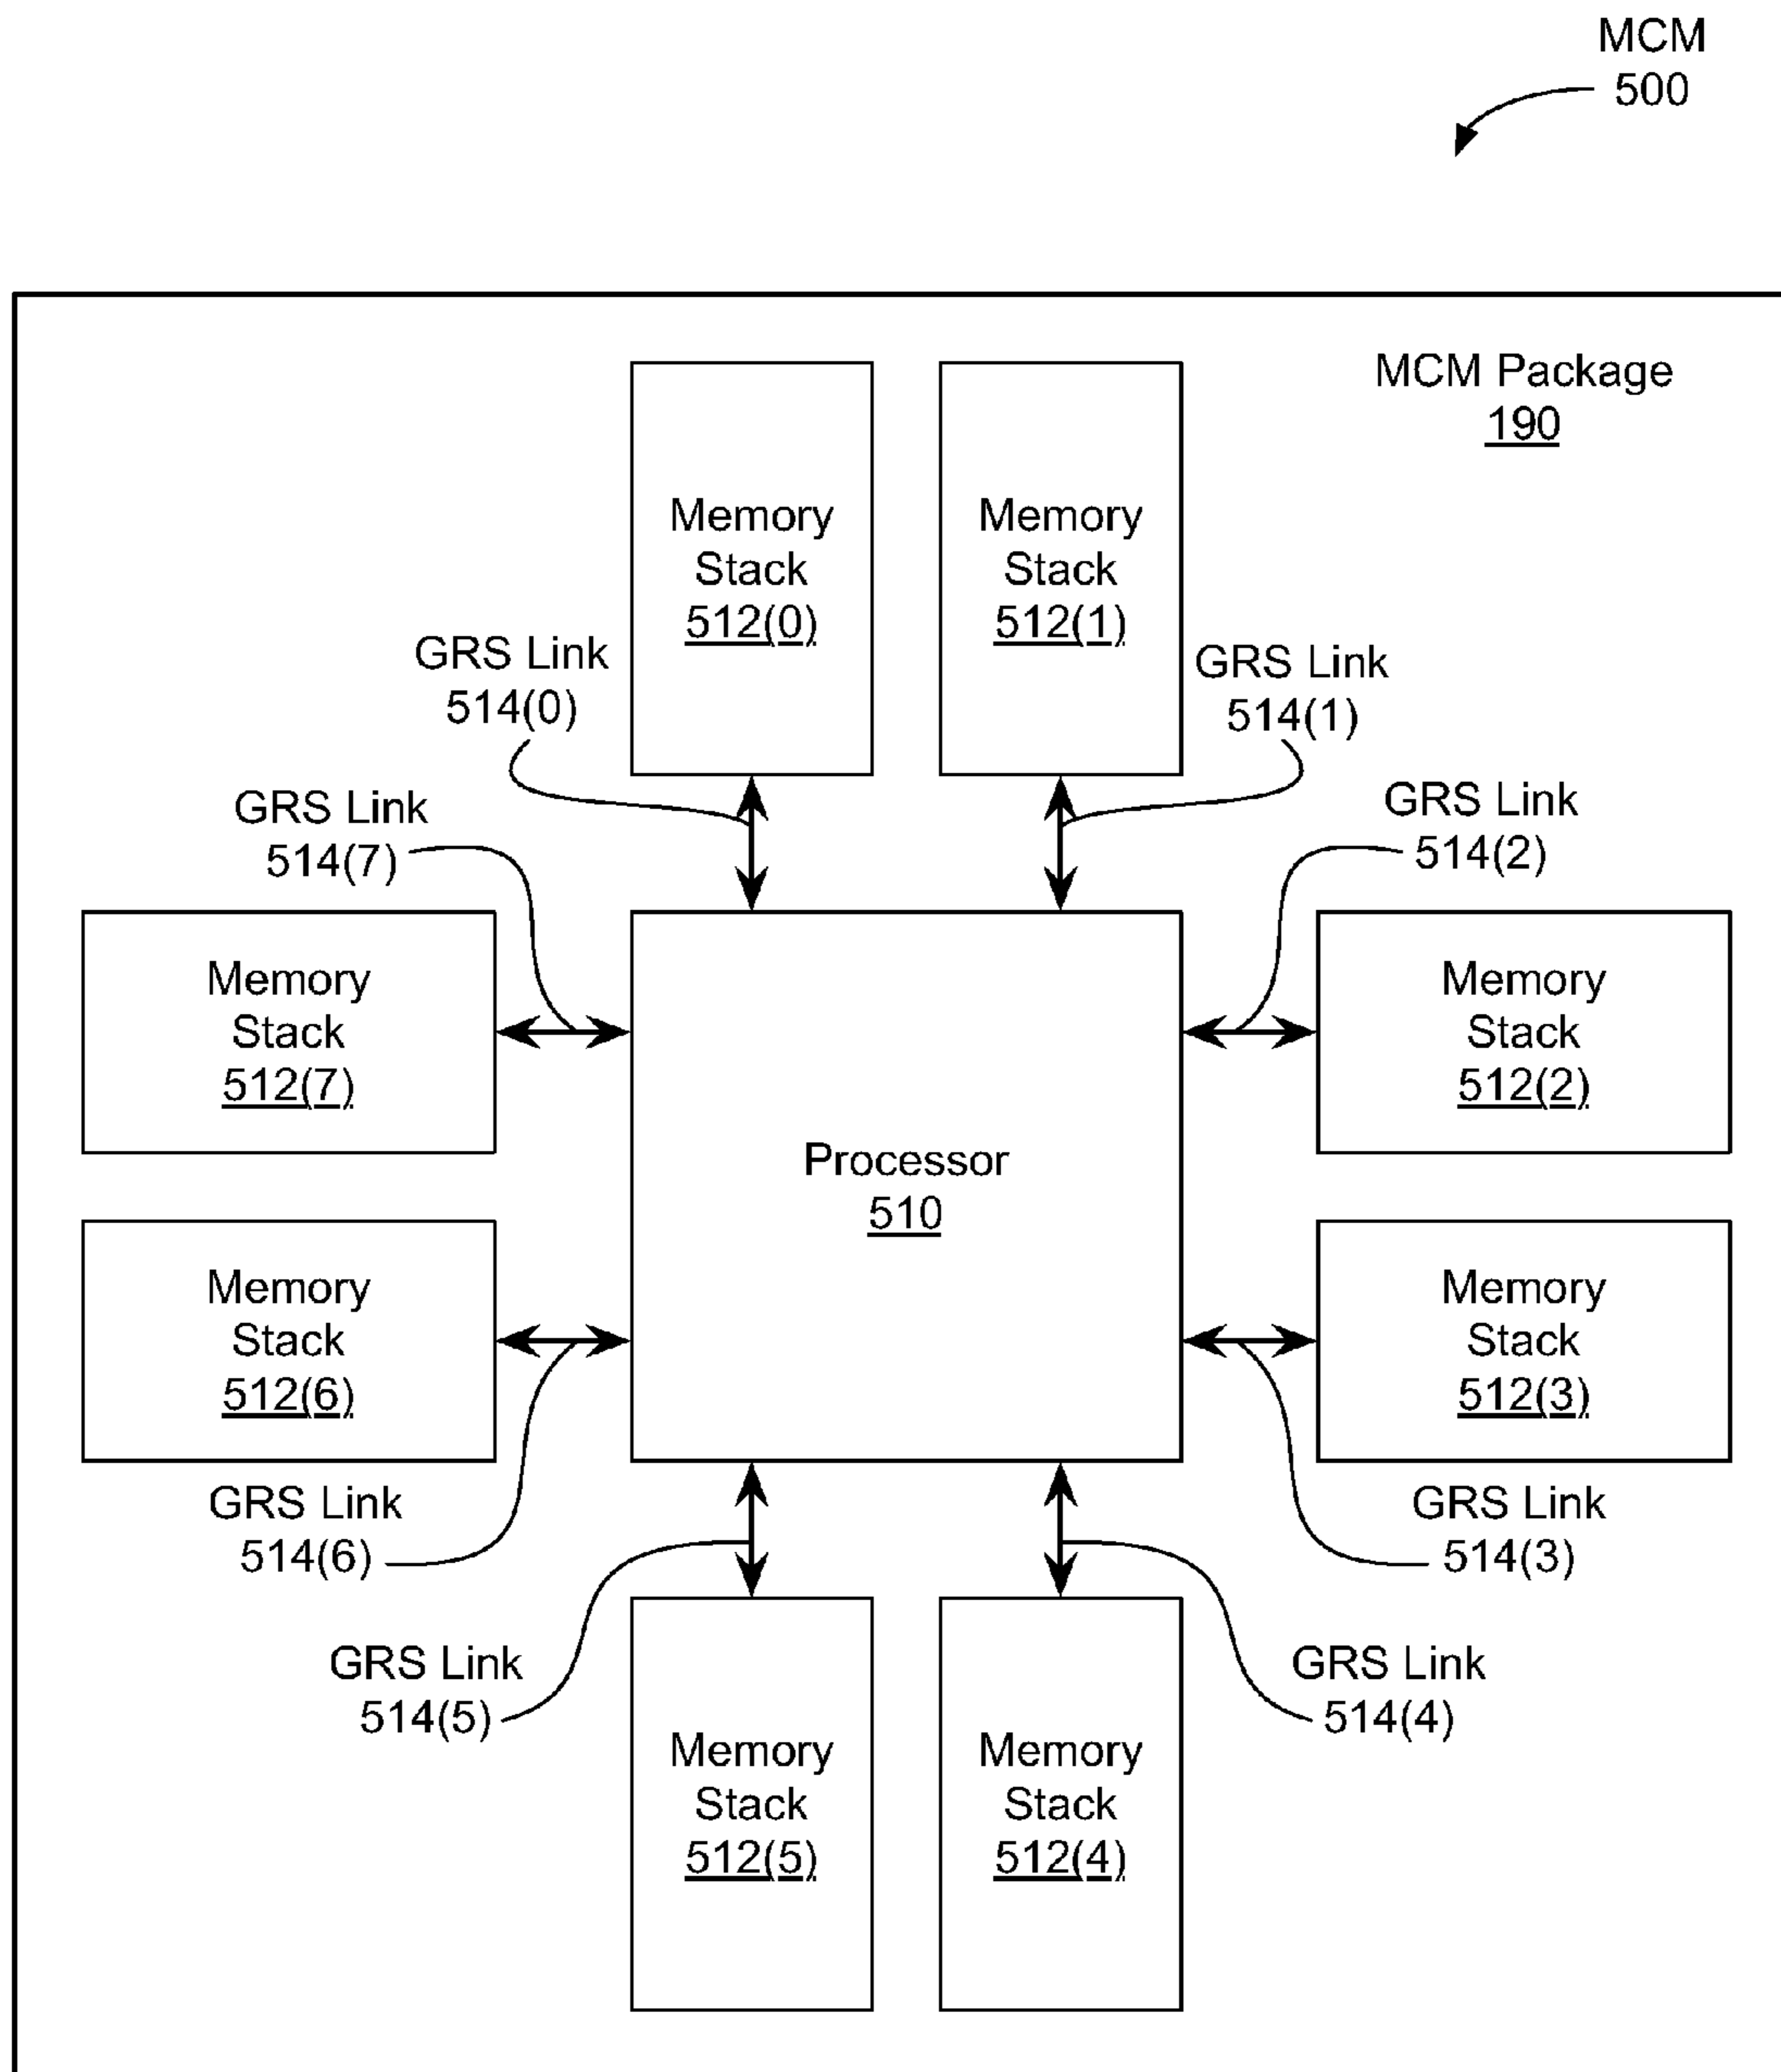 MCM
500
MCM Package
190
Memory
Stack
512(0)
Memory
Stack
512(1)
GRS Link
514(0)
GRS Link
514(1)
GRS Link
514(7)
GRS Link
514(2)
Memory
Stack
512(7)
Memory
Stack
512(2)
Processor
510
Memory
Stack
512(6)
Memory
Stack
512(3)
GRS Link
514(6)
GRS Link
514(3)
GRS Link
514(5)
GRS Link
514(4)
Memory
Stack
512(5)
Memory
Stack
512(4)